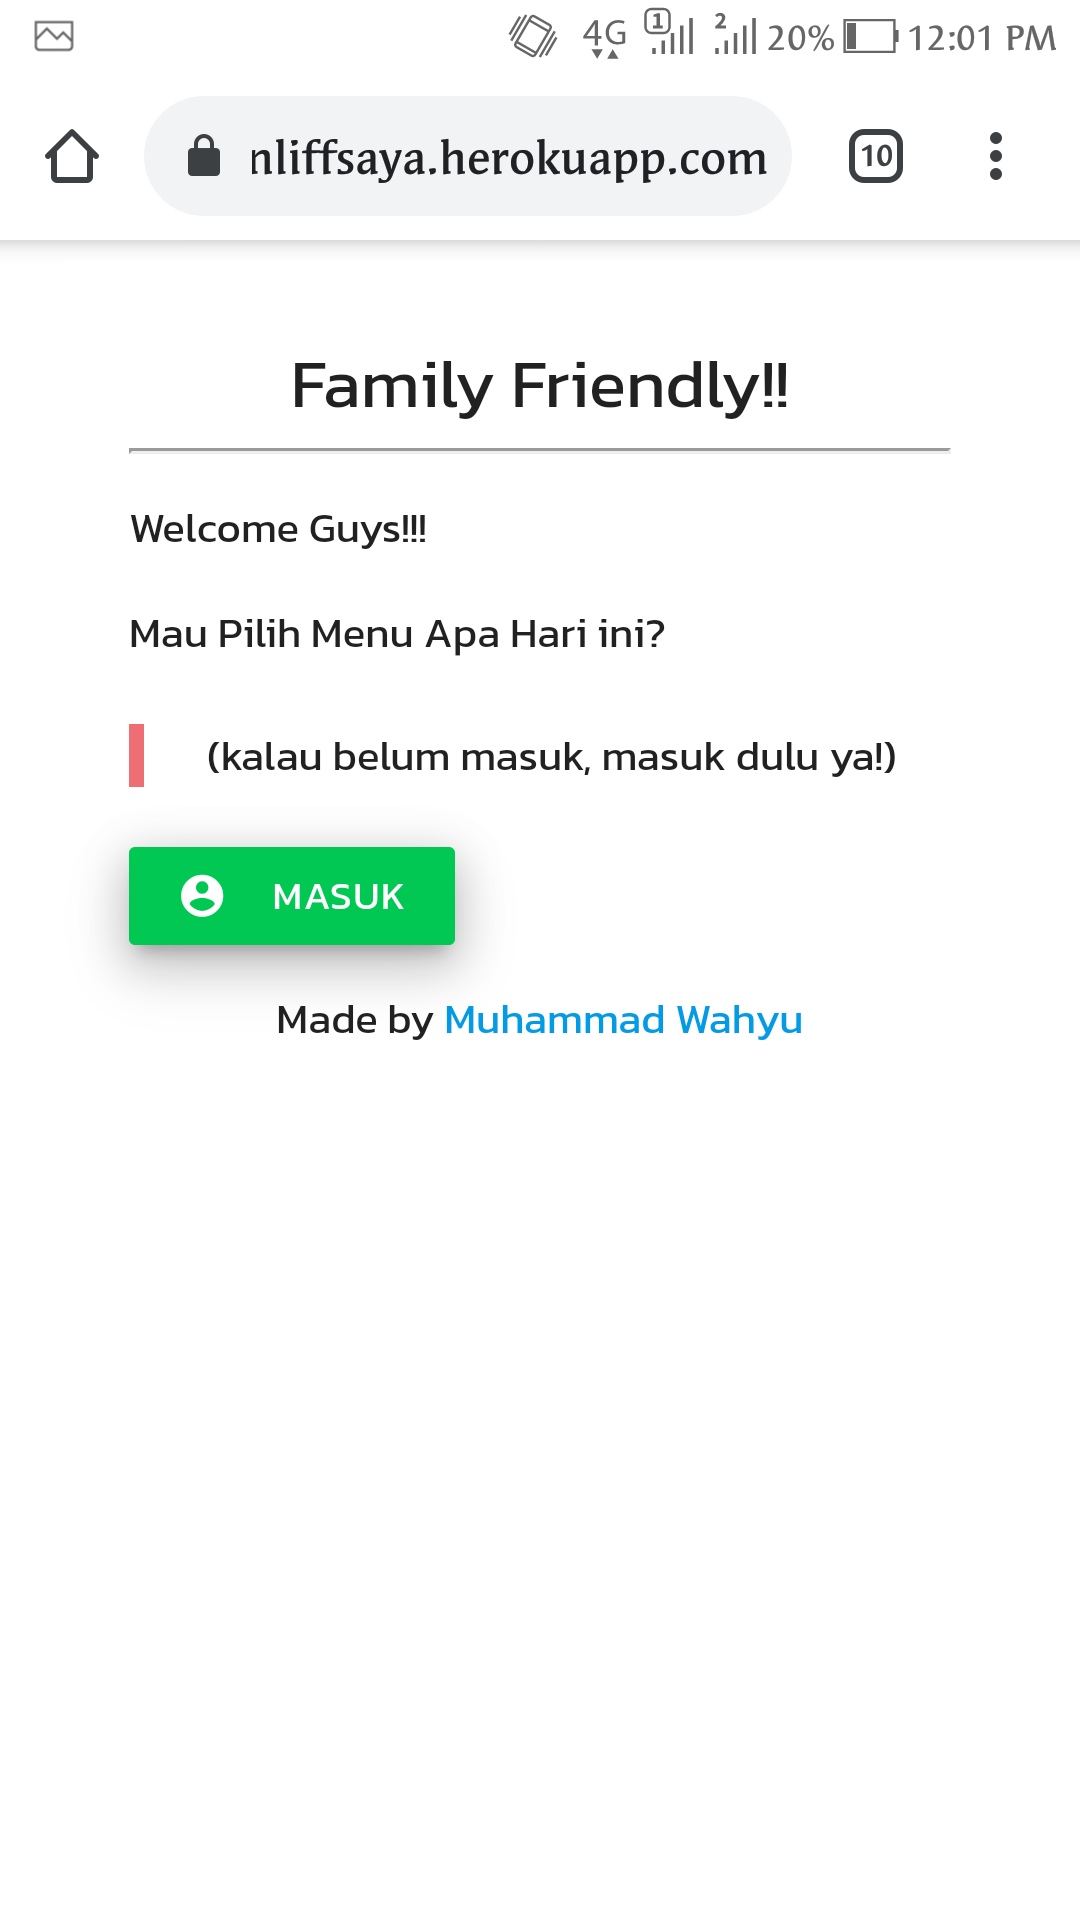 4G 1 2 20% 12:01 PM
nliffsaya.herokuapp.com 10
Family Friendly!!
Welcome Guys!!!
Mau Pilih Menu Apa Hari ini?
(kalau belum masuk, masuk dulu ya!)
MASUK
Made by Muhammad Wahyu